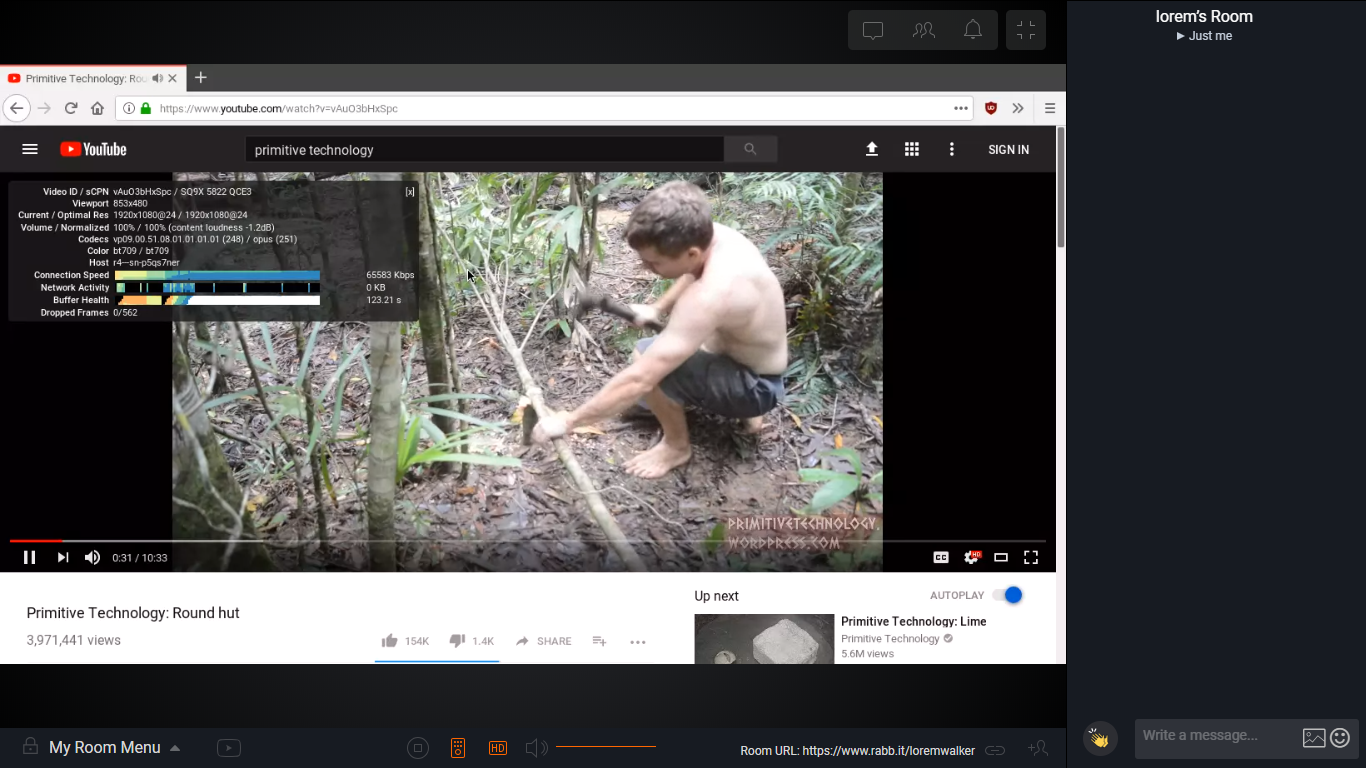 lorem's Room
▶ Just me
Primitive Technology: Rou
https://www.youtube.com/watch?v=vAuO3bHxSpc
YouTube
primitive technology
SIGN IN
Video ID / sCPN vAuO3bHxSpc / SQ9X 5822 QCE3
[x]
Viewport 853x480
Current / Optimal Res 1920x1080@24 / 1920x1080@24
Volume / Normalized 100% / 100% (content loudness -1.2dB)
Codecs vp09.00.51.08.01.01.01.01 (248) / opus (251)
Color bt709 / bt709
Host r4---sn-p5qs7ner
Connection Speed 65583 Kbps
Network Activity 0 KB
Buffer Health 123.21 s
Dropped Frames 0/562
PRIMITIVETECHNOLOGY.
WORDPRESS.COM
0:31 / 10:33
CC
HD
Primitive Technology: Round hut
3,971,441 views
154K
1.4K
SHARE
Up next
AUTOPLAY
Primitive Technology: Lime
Primitive Technology
5.6M views
My Room Menu
HD
Room URL: https://www.rabb.it/loremwalker
Write a message...